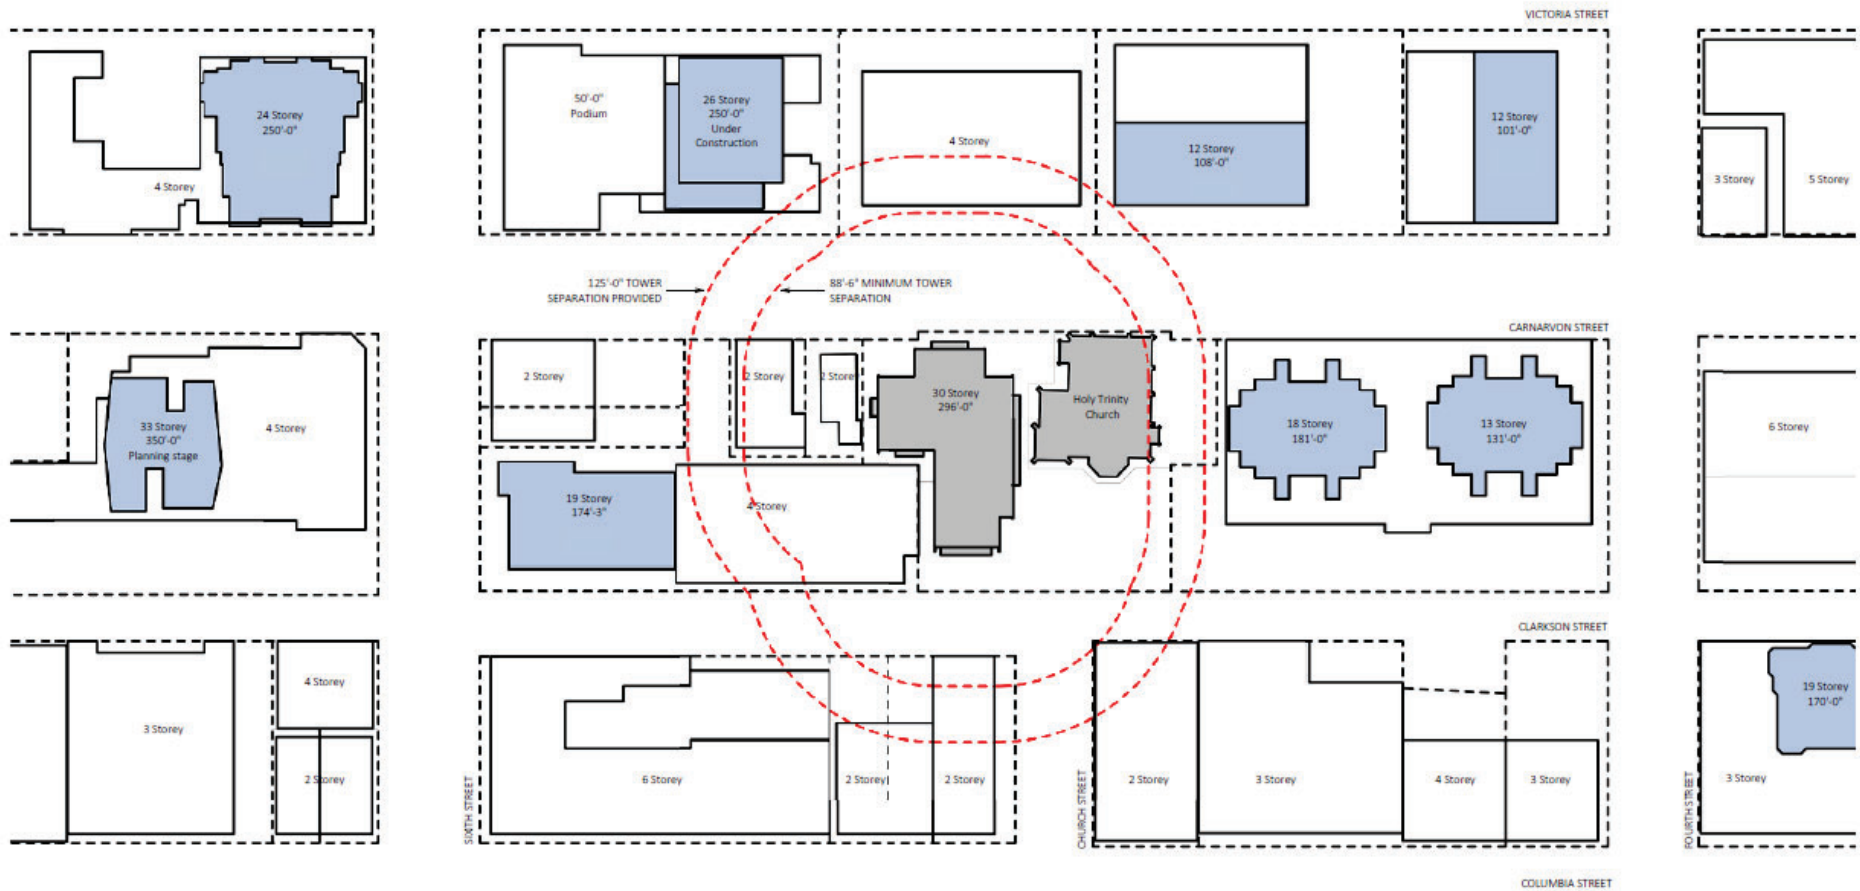 VICTORIA STREET
24 Storey
250'-0"
4 Storey
50'-0"
Podium
26 Storey
250'-0"
Under
Construction
4 Storey
12 Storey
108'-0"
12 Storey
101'-0"
3 Storey
5 Storey
125'-0" TOWER
SEPARATION PROVIDED
88'-6" MINIMUM TOWER
SEPARATION
CARNARVON STREET
33 Storey
350'-0"
Planning stage
4 Storey
2 Storey
2 Storey
2 Storey
30 Storey
296'-0"
Holy Trinity
Church
18 Storey
181'-0"
13 Storey
131'-0"
6 Storey
19 Storey
174'-3"
4 Storey
CLARKSON STREET
3 Storey
4 Storey
2 Storey
SIXTH STREET
6 Storey
2 Storey
2 Storey
CHURCH STREET
2 Storey
3 Storey
4 Storey
3 Storey
FOURTH STREET
19 Storey
170'-0"
3 Storey
COLUMBIA STREET